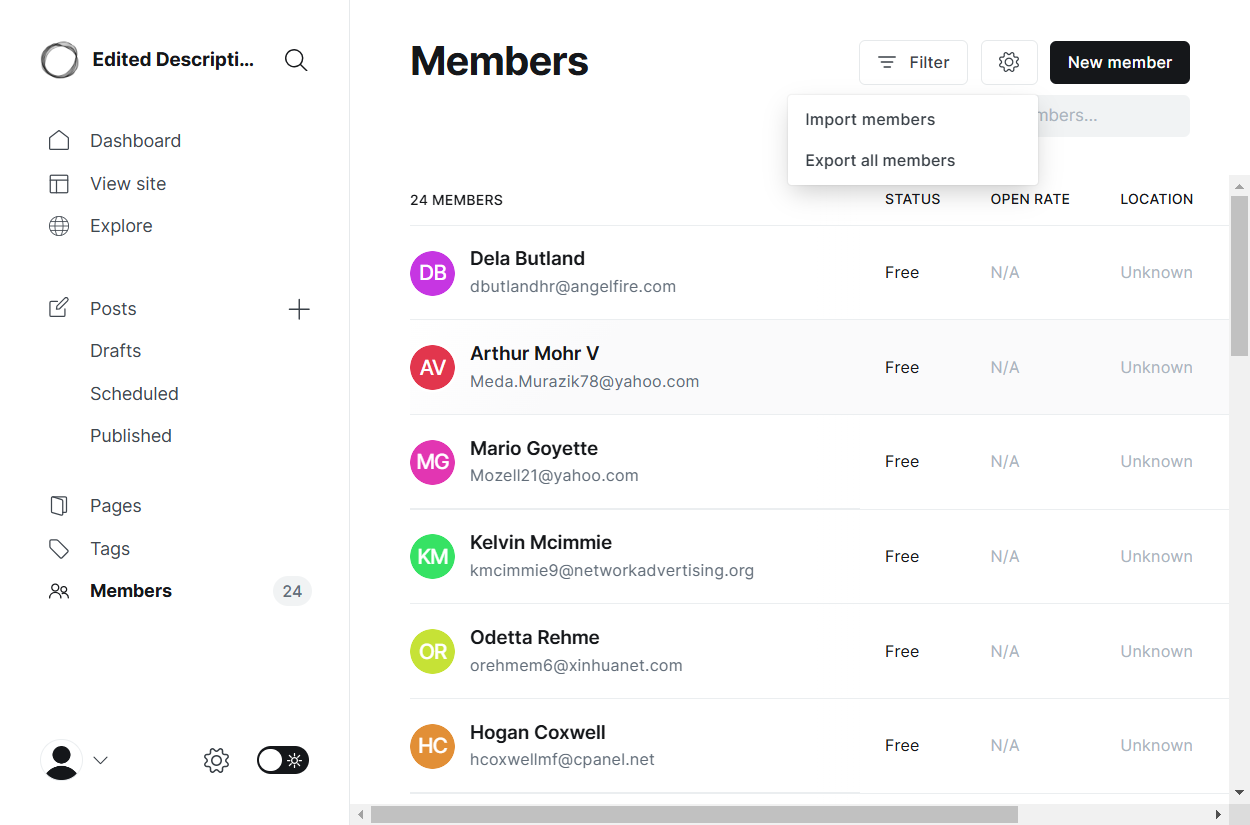 Edited Descripti...
Dashboard
View site
Explore
Posts
Drafts
Scheduled
Published
Pages
Tags
Members
24
Members
Filter
New member
Import members
Export all members
24 MEMBERS
STATUS
OPEN RATE
LOCATION
DB
Dela Butland
dbutlandhr@angelfire.com
Free
N/A
Unknown
AV
Arthur Mohr V
Meda.Murazik78@yahoo.com
Free
N/A
Unknown
MG
Mario Goyette
Mozell21@yahoo.com
Free
N/A
Unknown
KM
Kelvin Mcimmie
kmcimmie9@networkadvertising.org
Free
N/A
Unknown
OR
Odetta Rehme
orehmem6@xinhuanet.com
Free
N/A
Unknown
HC
Hogan Coxwell
hcoxwellmf@cpanel.net
Free
N/A
Unknown